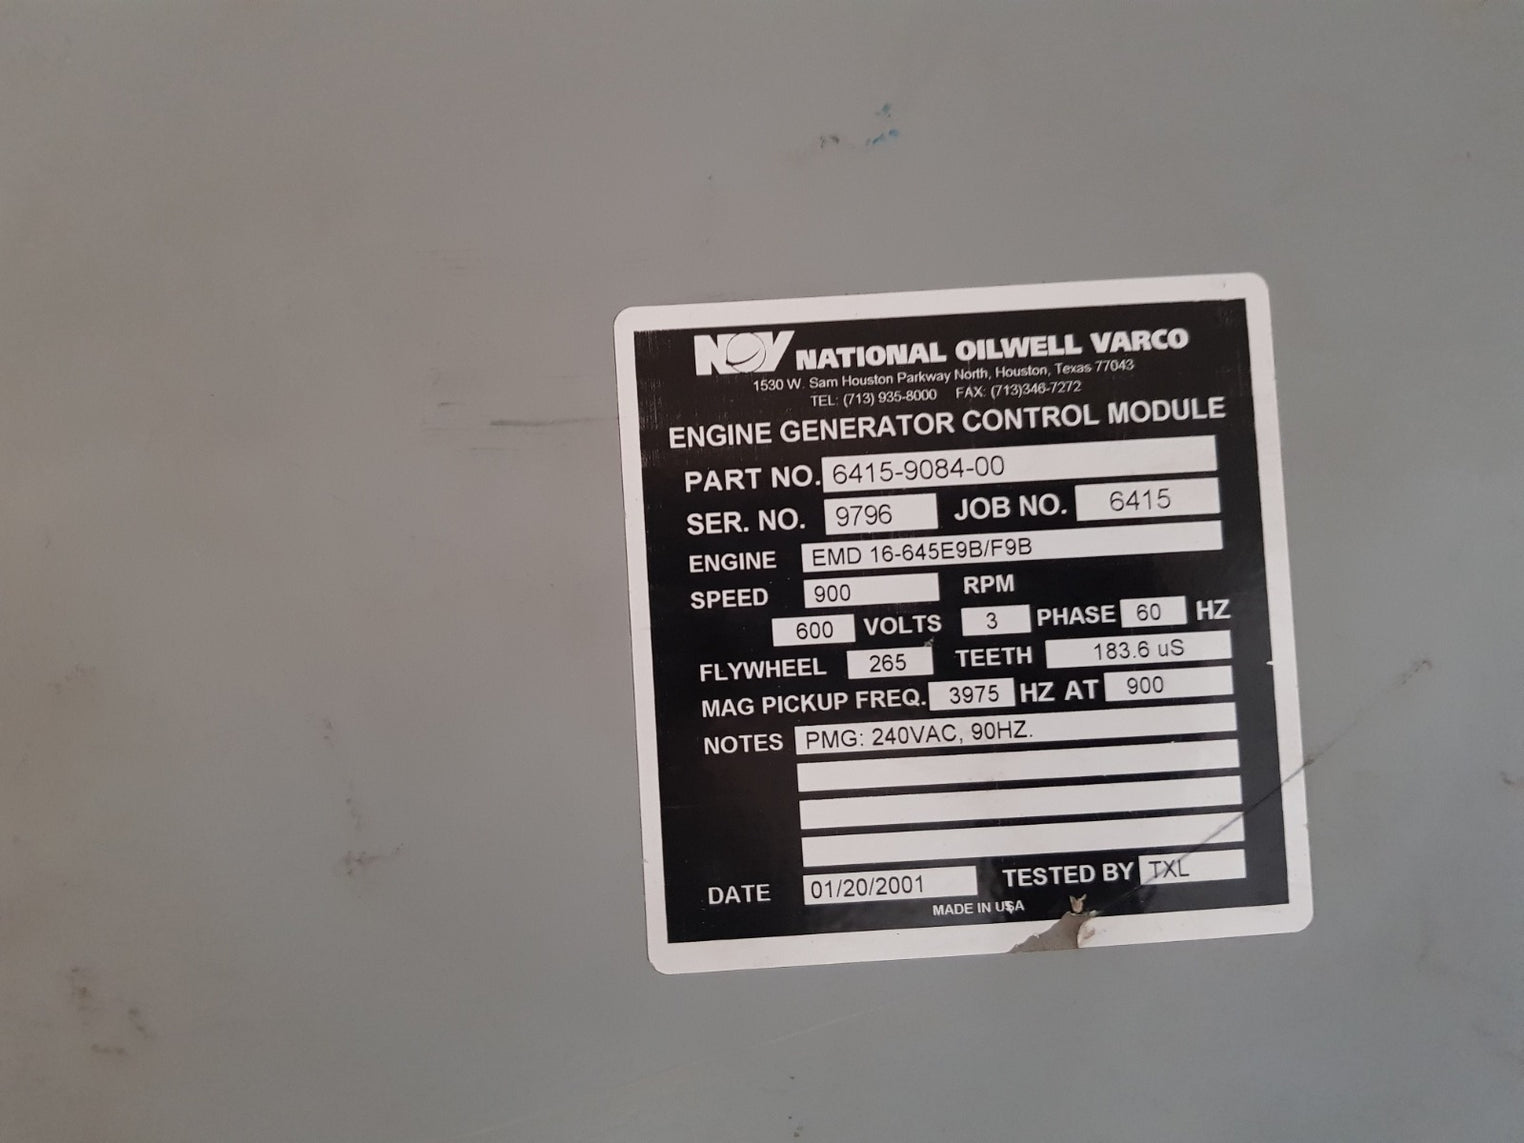 NOV NATIONAL OILWELL VARCO
1530 W. Sam Houston Parkway North, Houston, Texas 77043
TEL: (713) 935-8000 FAX: (713)346-7272
ENGINE GENERATOR CONTROL MODULE
PART NO. 6415-9084-00
SER. NO. 9796 JOB NO. 6415
ENGINE EMD 16-645E9B/F9B
SPEED 900 RPM
600 VOLTS 3 PHASE 60 HZ
FLYWHEEL 265 TEETH 183.6 uS
MAG PICKUP FREQ. 3975 HZ AT 900
NOTES PMG: 240VAC, 90HZ.
DATE 01/20/2001 TESTED BY TXL
MADE IN USA